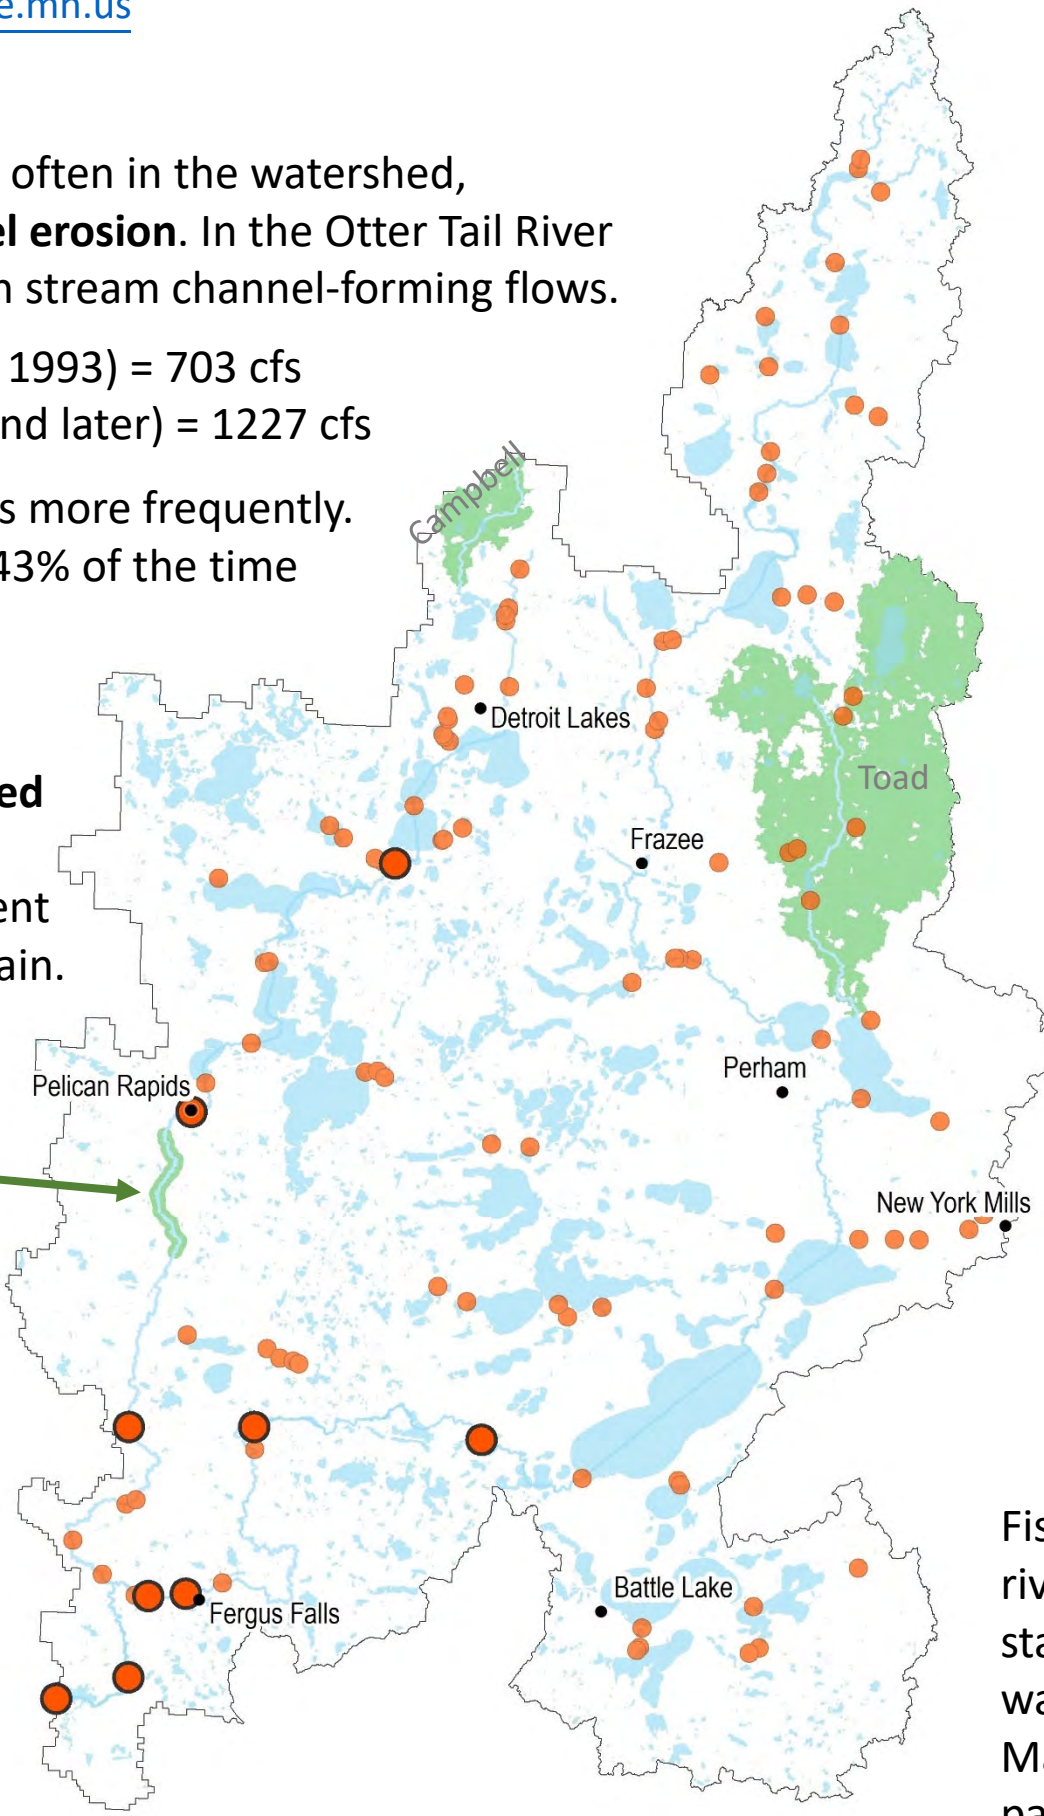 e.mn.us
often in the watershed,
el erosion. In the Otter Tail River
n stream channel-forming flows.
1993) = 703 cfs
nd later) = 1227 cfs
s more frequently.
43% of the time
Campbell
Detroit Lakes
Toad
ed
Frazee
ent
ain.
Perham
Pelican Rapids
New York Mills
Battle Lake
Fergus Falls
Fis
riv
sta
wa
Ma